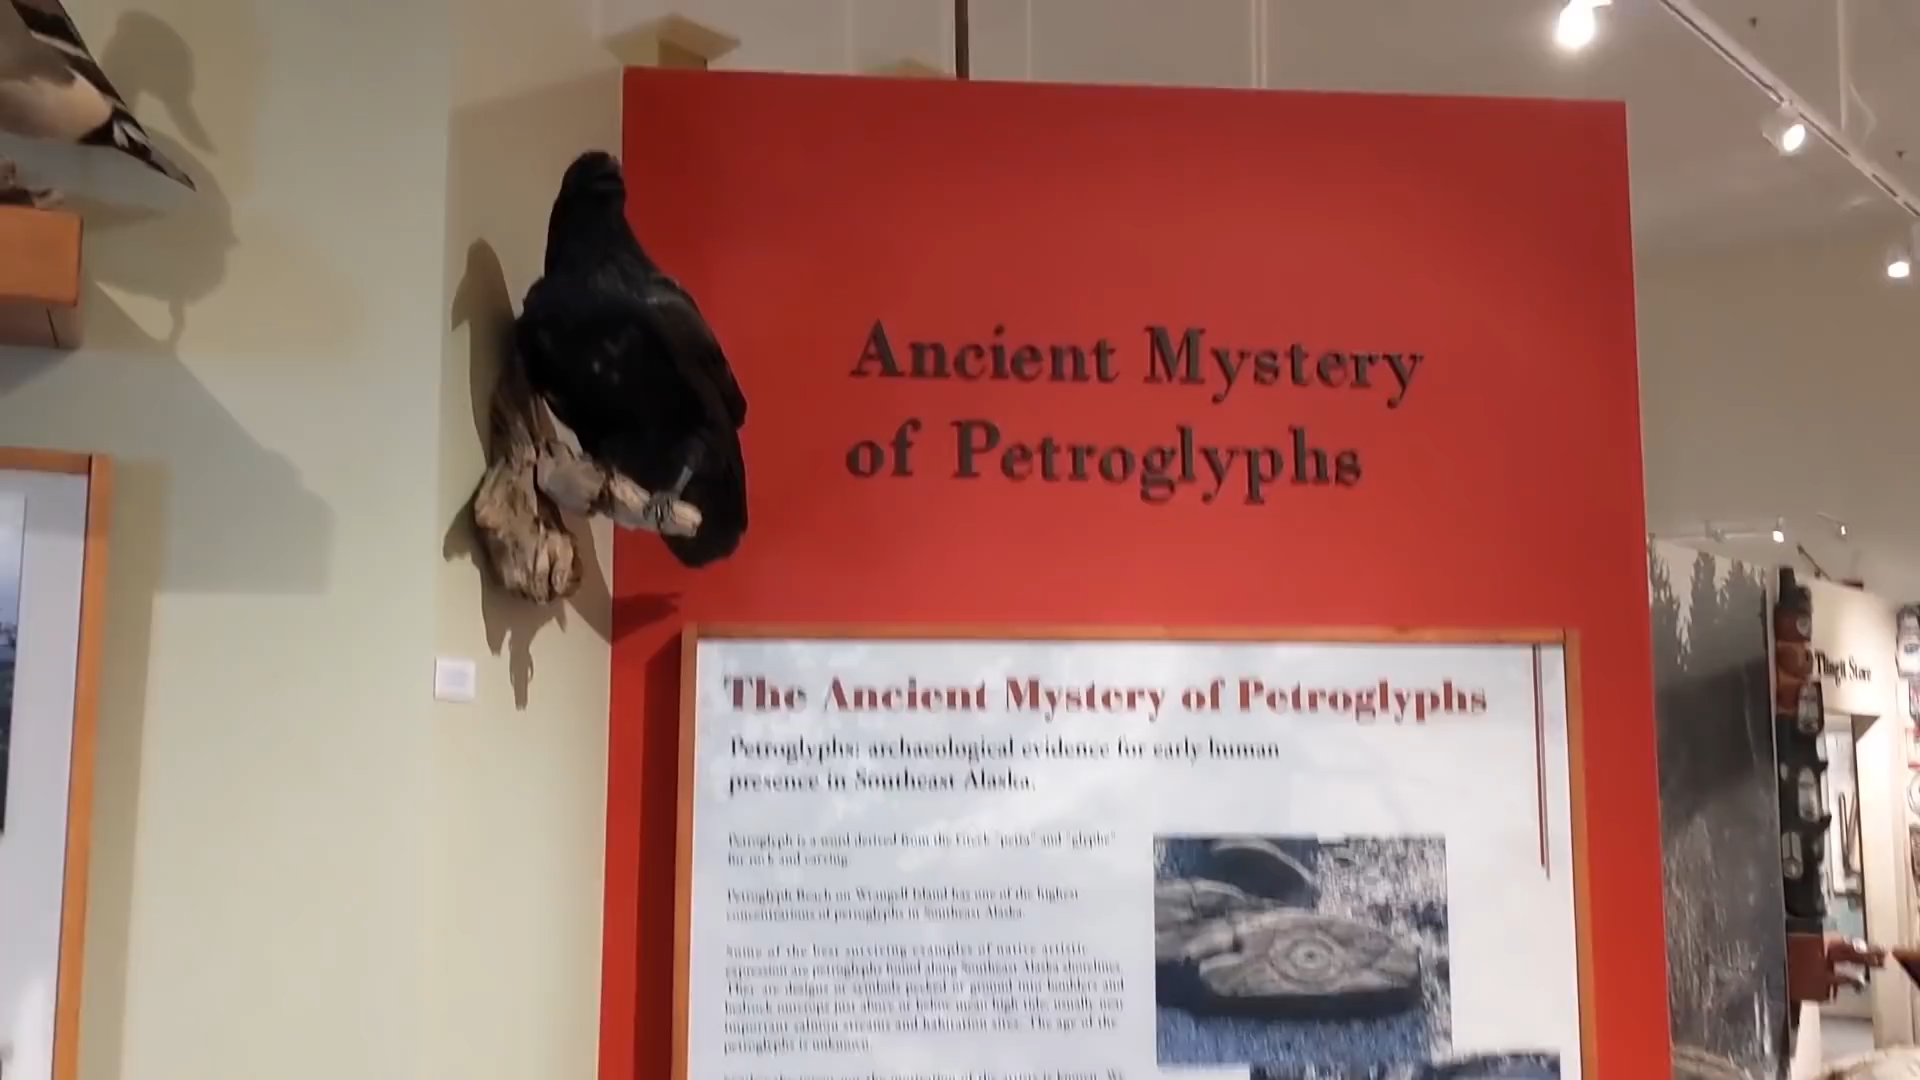 Ancient Mystery
of Petroglyphs
The Ancient Mystery of Petroglyphs
Petroglyphs: archaeological evidence for early human
presence in Southeast Alaska.
Petroglyph is a word derived from the Greek "petra" and "glyphe"
for rock and carving.
Petroglyph Beach on Wrangell Island has one of the highest
concentrations of petroglyphs in Southeast Alaska.
Some of the best surviving examples of native artistic
expression are petroglyphs found along Southeast Alaska shorelines.
They are designs or symbols pecked or ground into boulders and
bedrock outcrops just above or below mean high tide, usually near
important salmon streams and habitation sites. The age of the
petroglyphs is unknown.
Tlingit Store